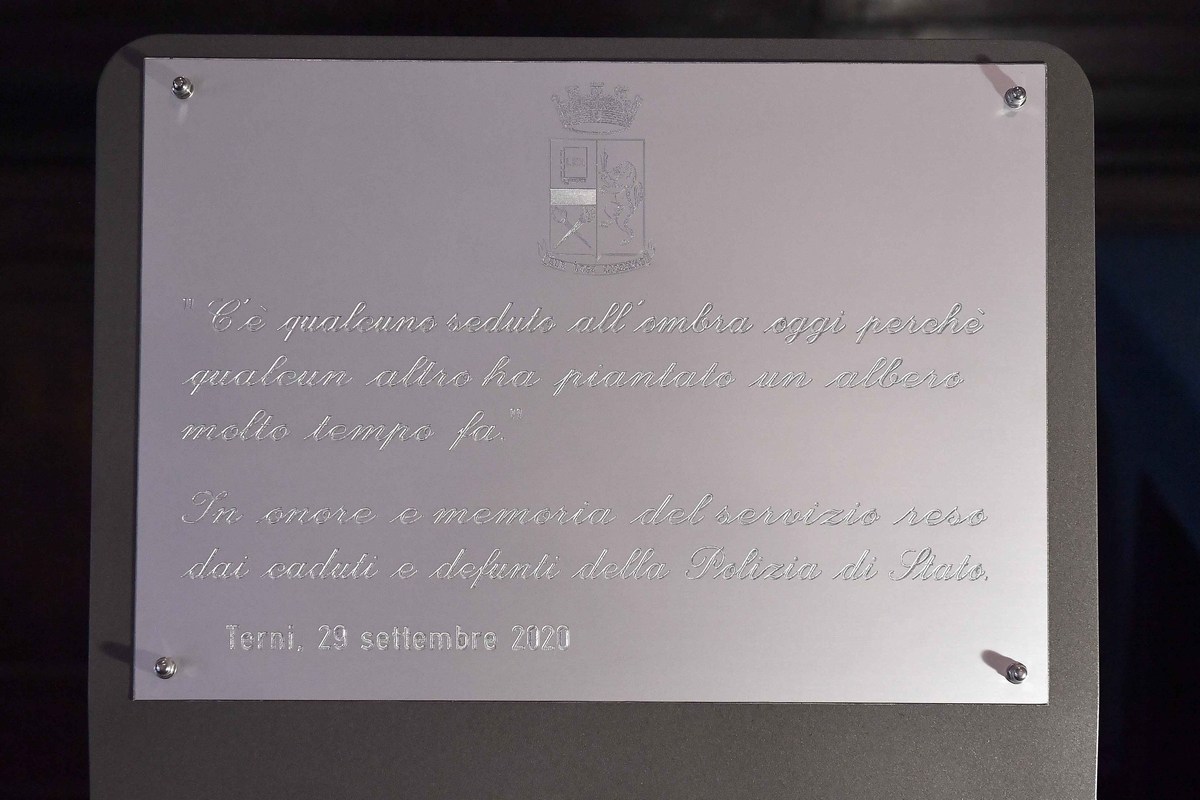 "C'è qualcuno seduto all'ombra oggi perchè
qualcun altro ha piantato un albero
molto tempo fa."
In onore e memoria del servizio reso
dai caduti e defunti della Polizia di Stato.
Terni, 29 settembre 2020